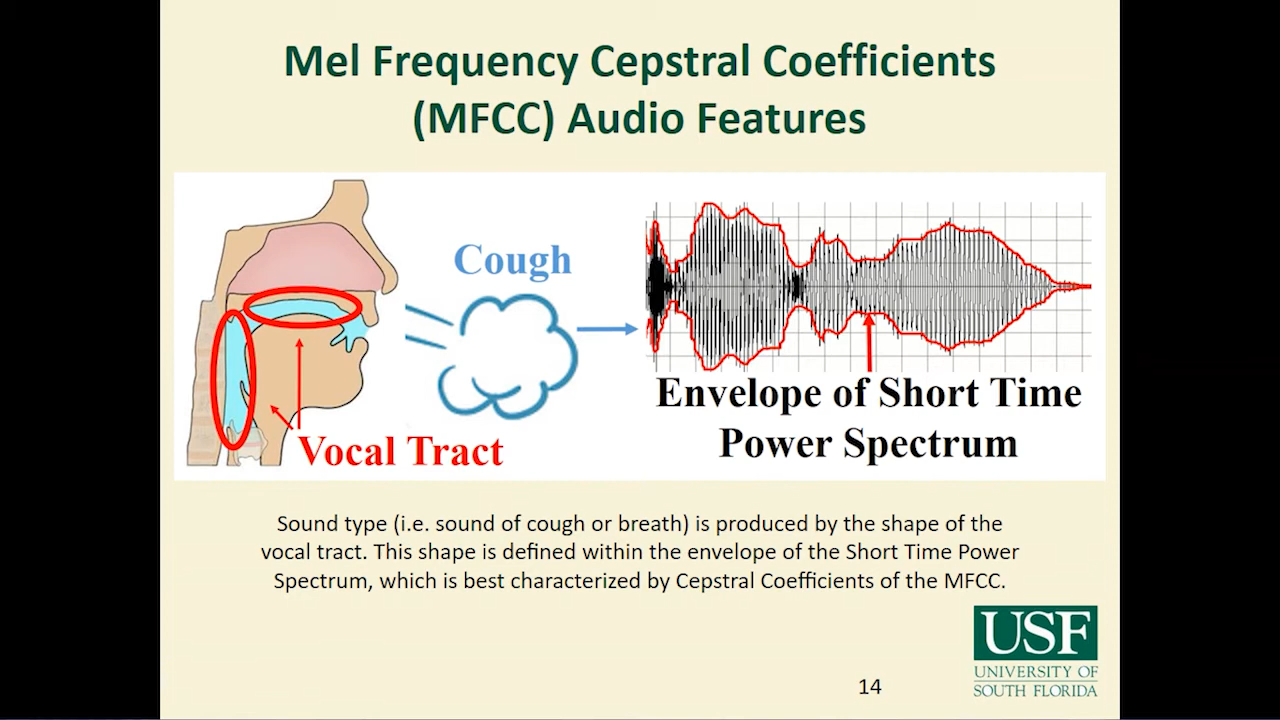 Mel Frequency Cepstral Coefficients
(MFCC) Audio Features
Cough
Vocal Tract
Envelope of Short Time
Power Spectrum
Sound type (i.e. sound of cough or breath) is produced by the shape of the
vocal tract. This shape is defined within the envelope of the Short Time Power
Spectrum, which is best characterized by Cepstral Coefficients of the MFCC.
USF
UNIVERSITY OF
SOUTH FLORIDA
14